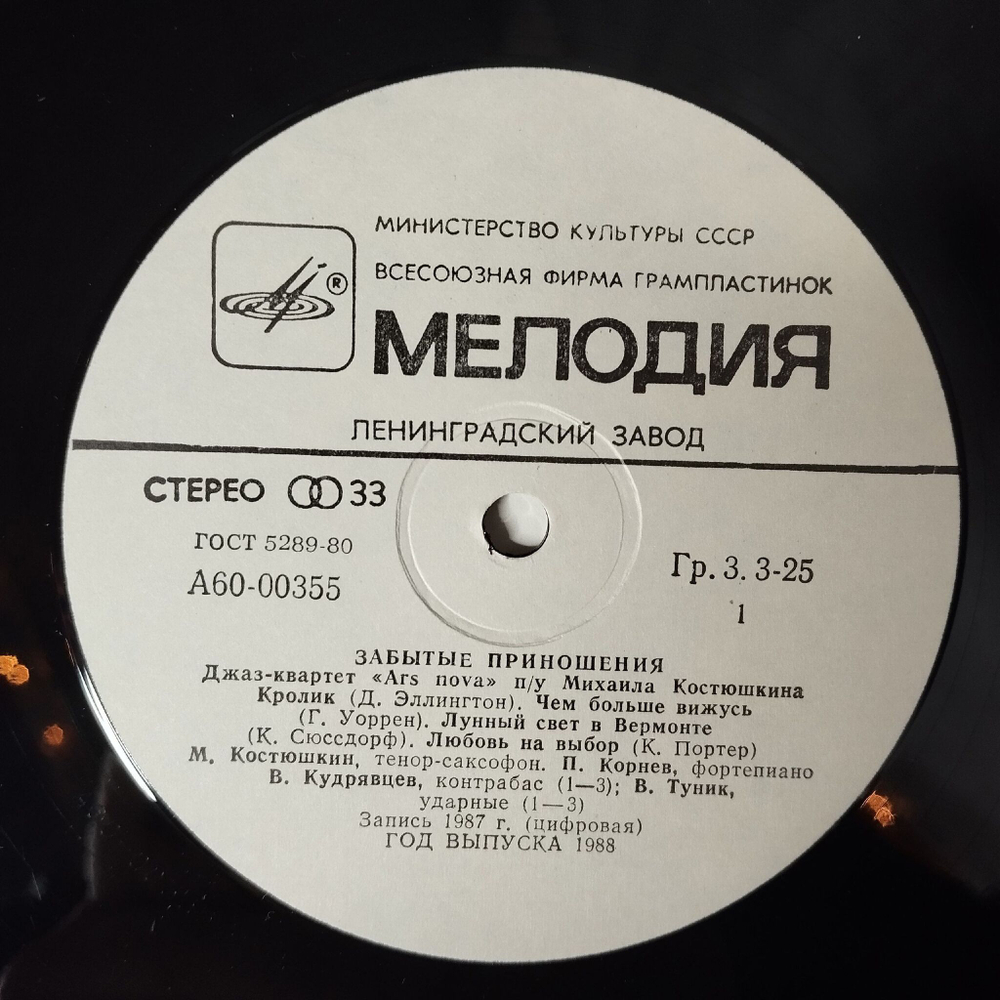 МИНИСТЕРСТВО КУЛЬТУРЫ СССР
®
ВСЕСОЮЗНАЯ ФИРМА ГРАМПЛАСТИНОК
МЕЛОДИЯ
ЛЕНИНГРАДСКИЙ ЗАВОД
СТЕРЕО 33
ГОСТ 5289-80
А60-00355
Гр. 3. 3-25
1
ЗАБЫТЫЕ ПРИНОШЕНИЯ
Джаз-квартет «Ars nova» п/у Михаила Костюшкина
Кролик (Д. Эллингтон). Чем больше вижусь
(Г. Уоррен). Лунный свет в Вермонте
(К. Сюссдорф). Любовь на выбор (К. Портер)
М. Костюшкин, тенор-саксофон. П. Корнев, фортепиано
В. Кудрявцев, контрабас (1—3); В. Туник,
ударные (1—3)
Запись 1987 г. (цифровая)
ГОД ВЫПУСКА 1988